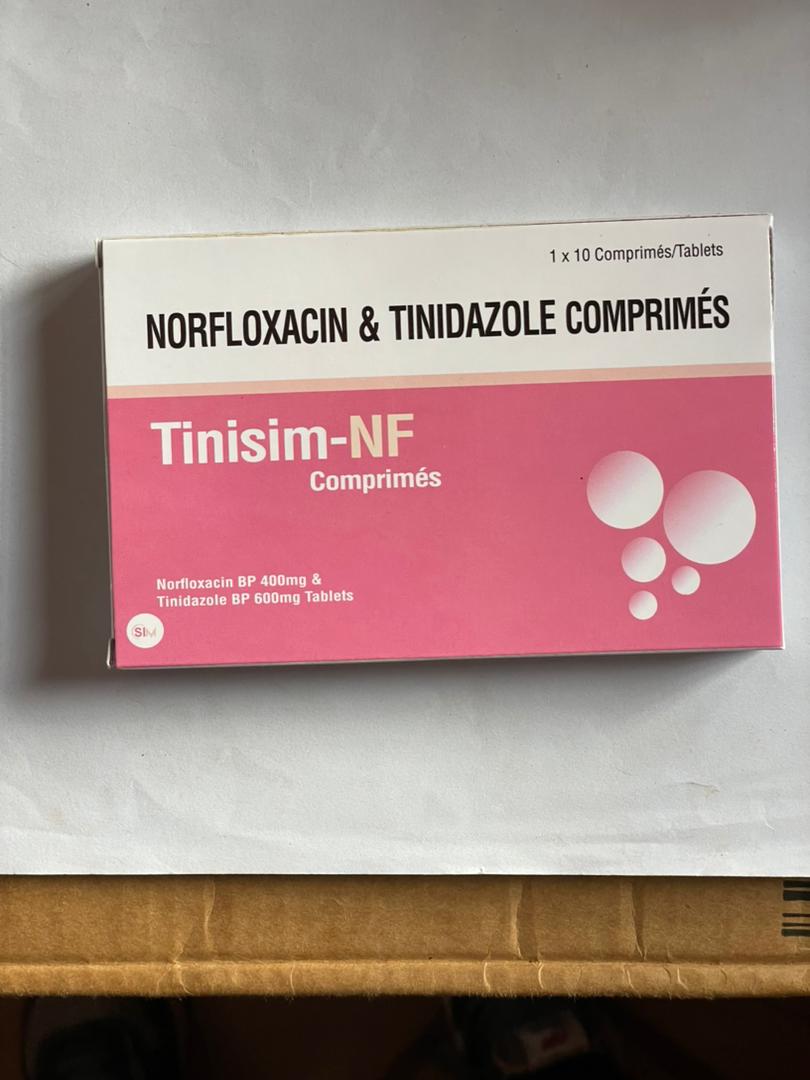 1 x 10 Comprimés/Tablets
NORFLOXACIN & TINIDAZOLE COMPRIMÉS
Tinisim-NF
Comprimés
Norfloxacin BP 400mg &
Tinidazole BP 600mg Tablets
SIM